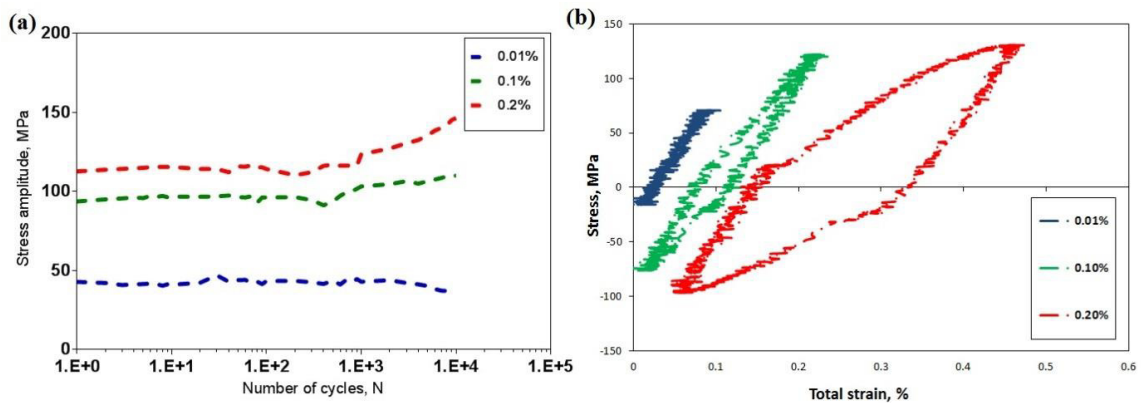 (a)
200
150
100
50
0
Stress amplitude, MPa
0.01%
0.1%
0.2%
1.E+0 1.E+1 1.E+2 1.E+3 1.E+4 1.E+5
Number of cycles, N
(b)
150
100
50
0
-50
-100
-150
Stress, MPa
0 0.1 0.2 0.3 0.4 0.5 0.6
Total strain, %
0.01%
0.10%
0.20%